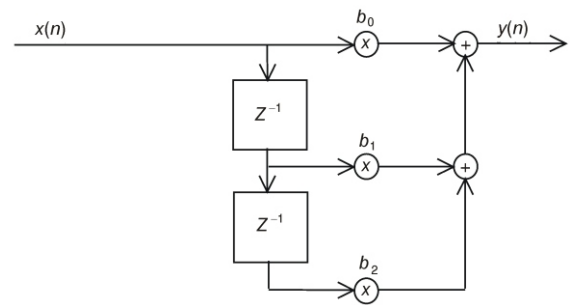 x(n)
b₀
x
+
y(n)
Z⁻¹
b₁
x
+
Z⁻¹
b₂
x